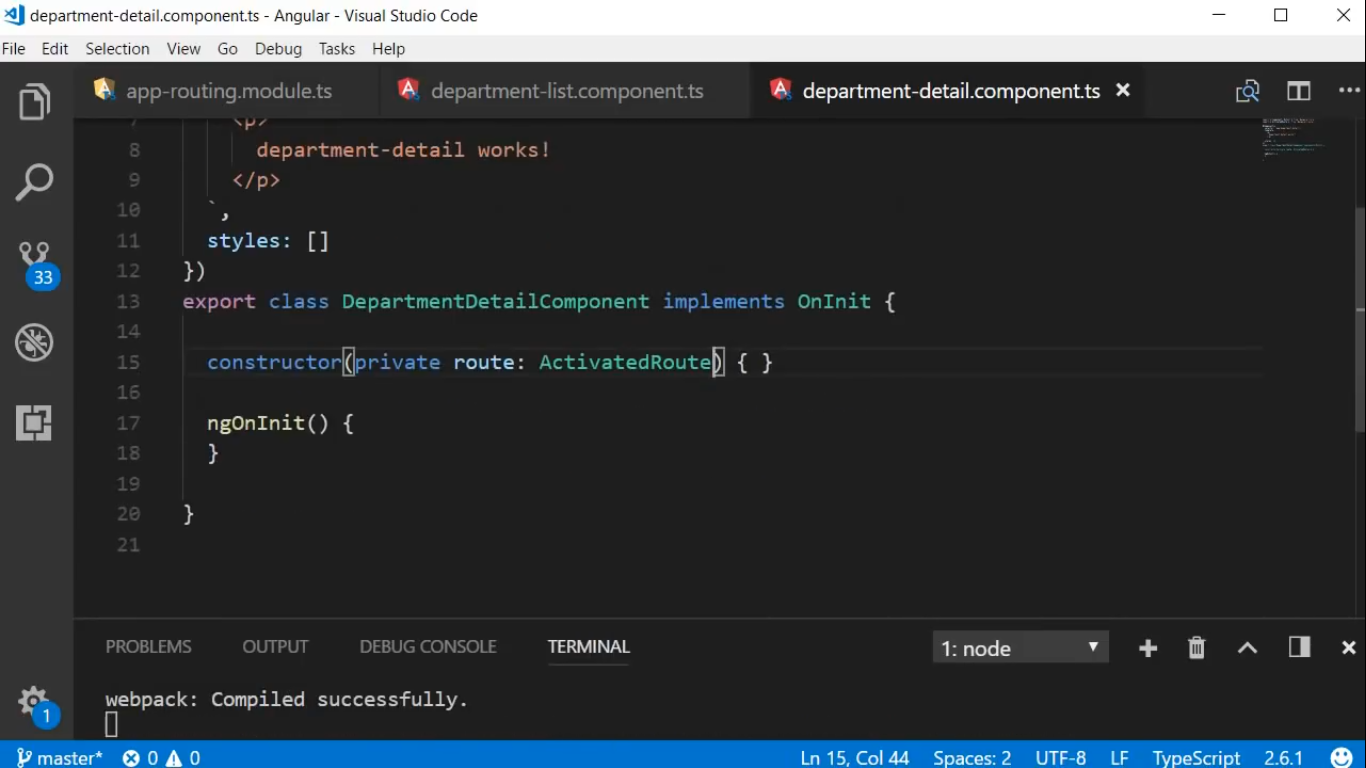 department-detail.component.ts - Angular - Visual Studio Code
File Edit Selection View Go Debug Tasks Help
app-routing.module.ts department-list.component.ts department-detail.component.ts
7 <p>
8 department-detail works!
9 </p>
10 `,
11 styles: []
12 })
13 export class DepartmentDetailComponent implements OnInit {
14
15 constructor(private route: ActivatedRoute) { }
16
17 ngOnInit() {
18 }
19
20 }
21
33
1
PROBLEMS OUTPUT DEBUG CONSOLE TERMINAL 1: node
webpack: Compiled successfully.
master* 0 0 Ln 15, Col 44 Spaces: 2 UTF-8 LF TypeScript 2.6.1